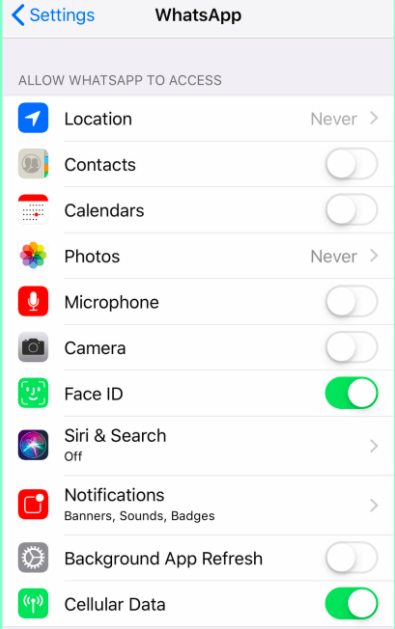 Settings
WhatsApp
ALLOW WHATSAPP TO ACCESS
Location Never
Contacts
Calendars
Photos Never
Microphone
Camera
Face ID
Siri & Search
Off
Notifications
Banners, Sounds, Badges
Background App Refresh
Cellular Data